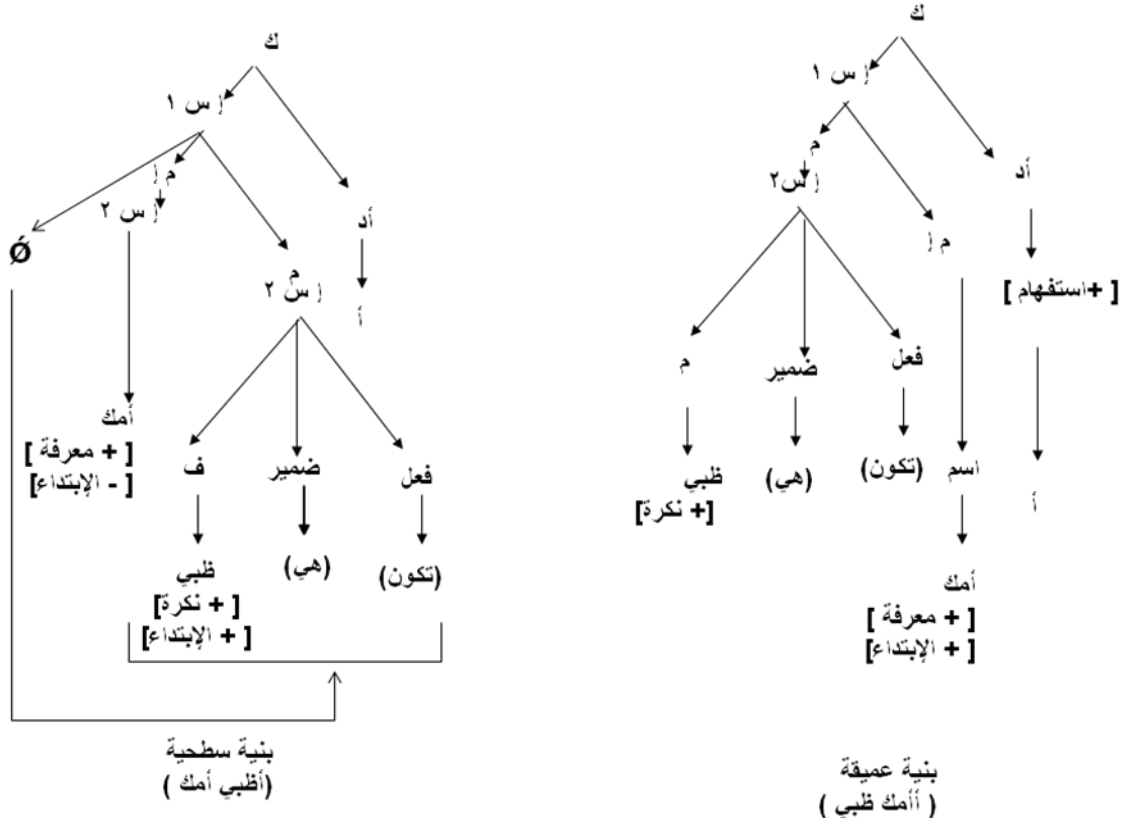 ك
إ س ١
م
إ س٢
أد
م إ
[ +استفهام ]
فعل
ضمير
م
(تكون)
(هي)
ظبي
[+ نكرة]
اسم
أ
أمك
[ + معرفة ]
[ + الإبتداء]
بنية عميقة
( أأمك ظبي )
ك
إ س ١
م إ
إ س ٢
Ǿ
أد
أ
م
إ س ٢
أمك
[ + معرفة ]
[ - الإبتداء]
فعل
ضمير
ف
(تكون)
(هي)
ظبي
[ + نكرة]
[ + الإبتداء]
بنية سطحية
(أظبي أمك )